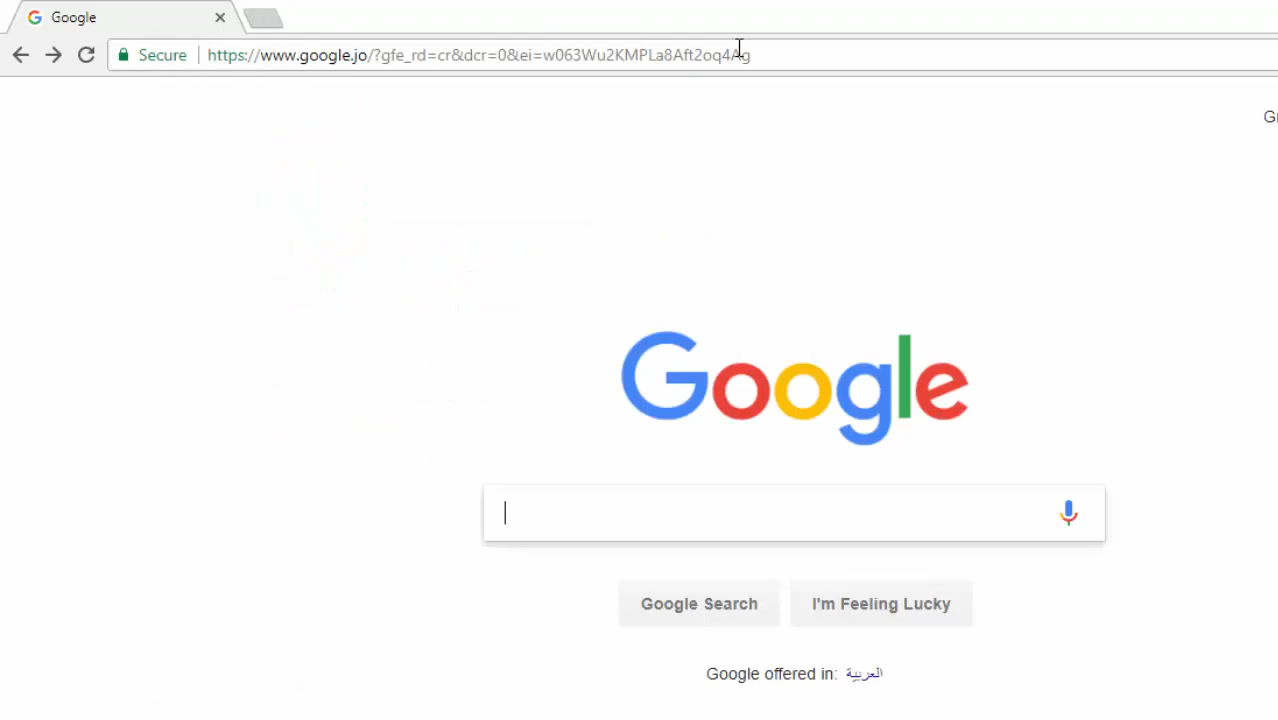 Google
Secure https://www.google.jo/?gfe_rd=cr&dcr=0&ei=w063Wu2KMPLa8Aft2oq4Ag
Google
Google Search
I'm Feeling Lucky
Google offered in: العربية